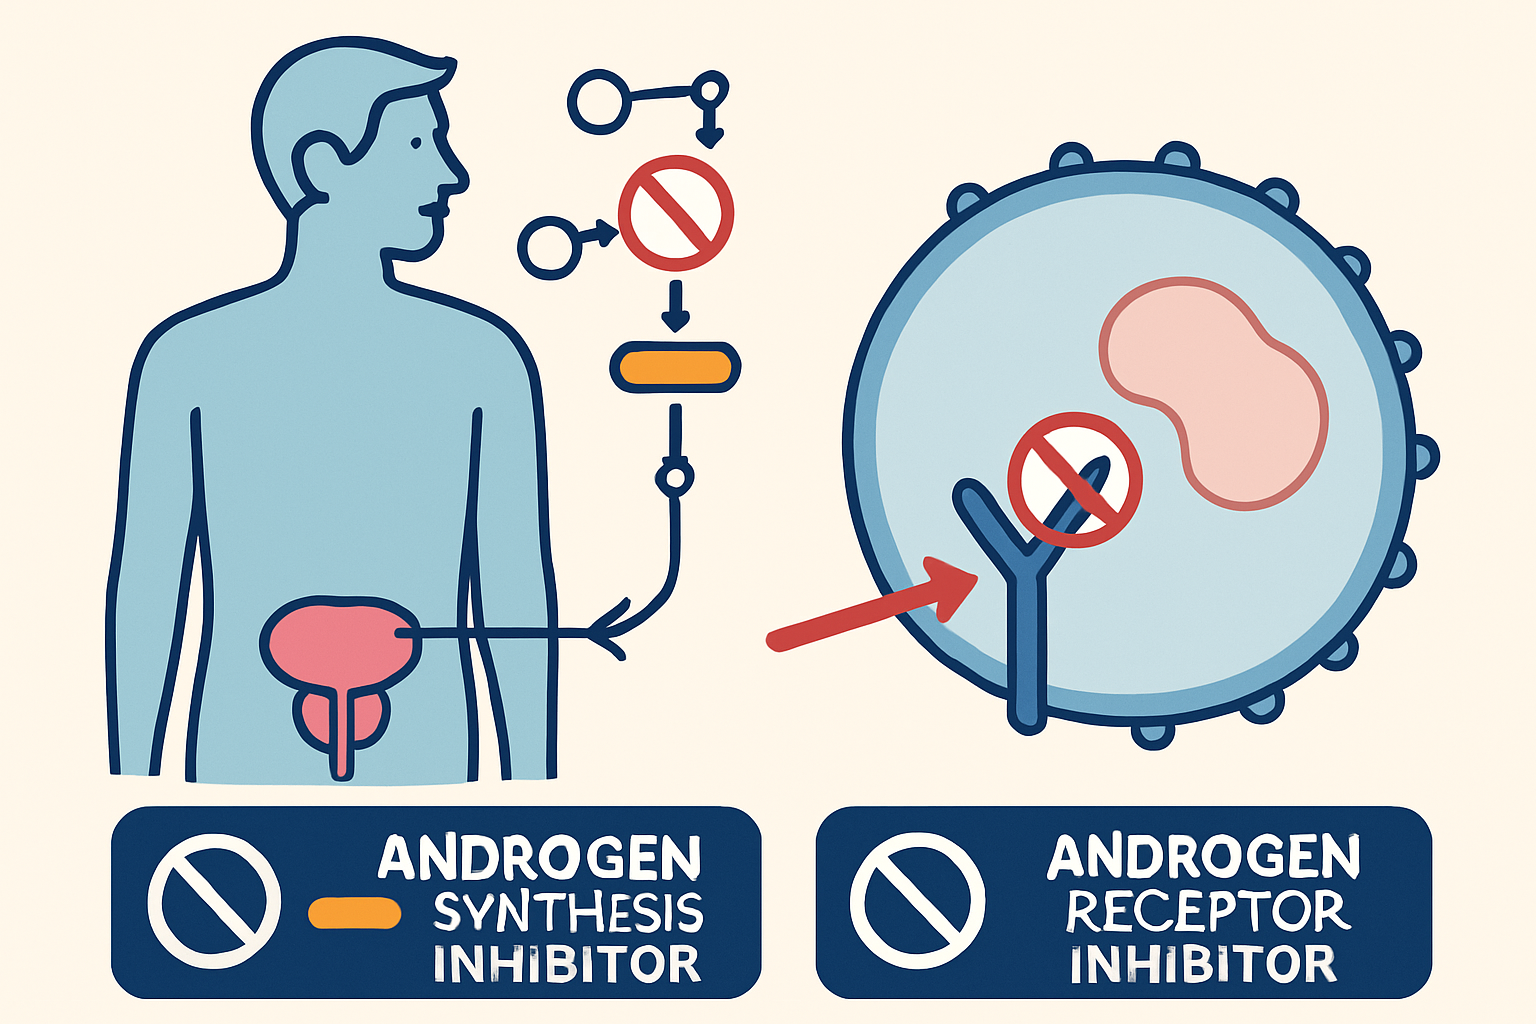 ANDROGEN
SYNTHESIS
INHIBITOR
ANDROGEN
RECEPTOR
INHIBITOR